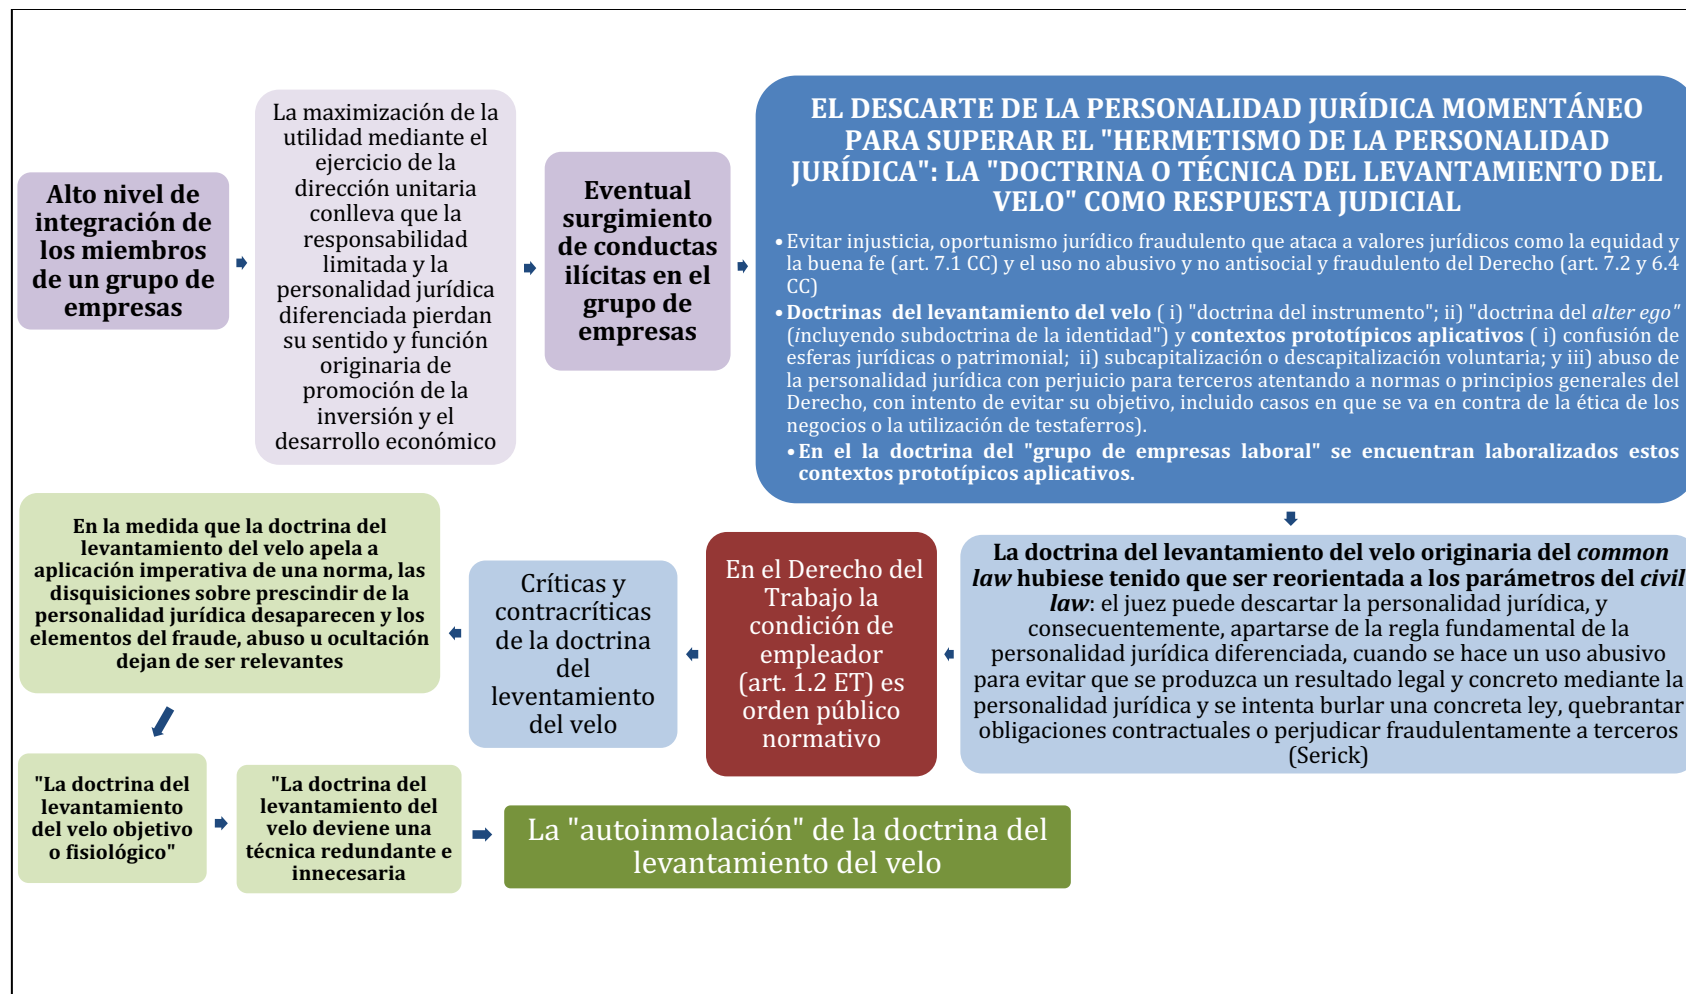 Alto nivel de
integración de
los miembros
de un grupo de
empresas
La maximización de la
utilidad mediante el
ejercicio de la
dirección unitaria
conlleva que la
responsabilidad
limitada y la
personalidad jurídica
diferenciada pierdan
su sentido y función
originaria de
promoción de la
inversión y el
desarrollo económico
Eventual
surgimiento
de conductas
ilícitas en el
grupo de
empresas
EL DESCARTE DE LA PERSONALIDAD JURÍDICA MOMENTÁNEO
PARA SUPERAR EL "HERMETISMO DE LA PERSONALIDAD
JURÍDICA": LA "DOCTRINA O TÉCNICA DEL LEVANTAMIENTO DEL
VELO" COMO RESPUESTA JUDICIAL
• Evitar injusticia, oportunismo jurídico fraudulento que ataca a valores jurídicos como la equidad y
la buena fe (art. 7.1 CC) y el uso no abusivo y no antisocial y fraudulento del Derecho (art. 7.2 y 6.4
CC)
• Doctrinas del levantamiento del velo ( i) "doctrina del instrumento"; ii) "doctrina del alter ego"
(incluyendo subdoctrina de la identidad") y contextos prototípicos aplicativos ( i) confusión de
esferas jurídicas o patrimonial; ii) subcapitalización o descapitalización voluntaria; y iii) abuso de
la personalidad jurídica con perjuicio para terceros atentando a normas o principios generales del
Derecho, con intento de evitar su objetivo, incluido casos en que se va en contra de la ética de los
negocios o la utilización de testaferros).
• En el la doctrina del "grupo de empresas laboral" se encuentran laboralizados estos
contextos prototípicos aplicativos.
La doctrina del levantamiento del velo originaria del common
law hubiese tenido que ser reorientada a los parámetros del civil
law: el juez puede descartar la personalidad jurídica, y
consecuentemente, apartarse de la regla fundamental de la
personalidad jurídica diferenciada, cuando se hace un uso abusivo
para evitar que se produzca un resultado legal y concreto mediante la
personalidad jurídica y se intenta burlar una concreta ley, quebrantar
obligaciones contractuales o perjudicar fraudulentamente a terceros
(Serick)
En el Derecho del
Trabajo la
condición de
empleador
(art. 1.2 ET) es
orden público
normativo
Críticas y
contracríticas
de la doctrina
del
leventamiento
del velo
En la medida que la doctrina del
levantamiento del velo apela a
aplicación imperativa de una norma, las
disquisiciones sobre prescindir de la
personalidad jurídica desaparecen y los
elementos del fraude, abuso u ocultación
dejan de ser relevantes
"La doctrina del
levantamiento
del velo objetivo
o fisiológico"
"La doctrina del
levantamiento del
velo deviene una
técnica redundante e
innecesaria
La "autoinmolación" de la doctrina del
levantamiento del velo